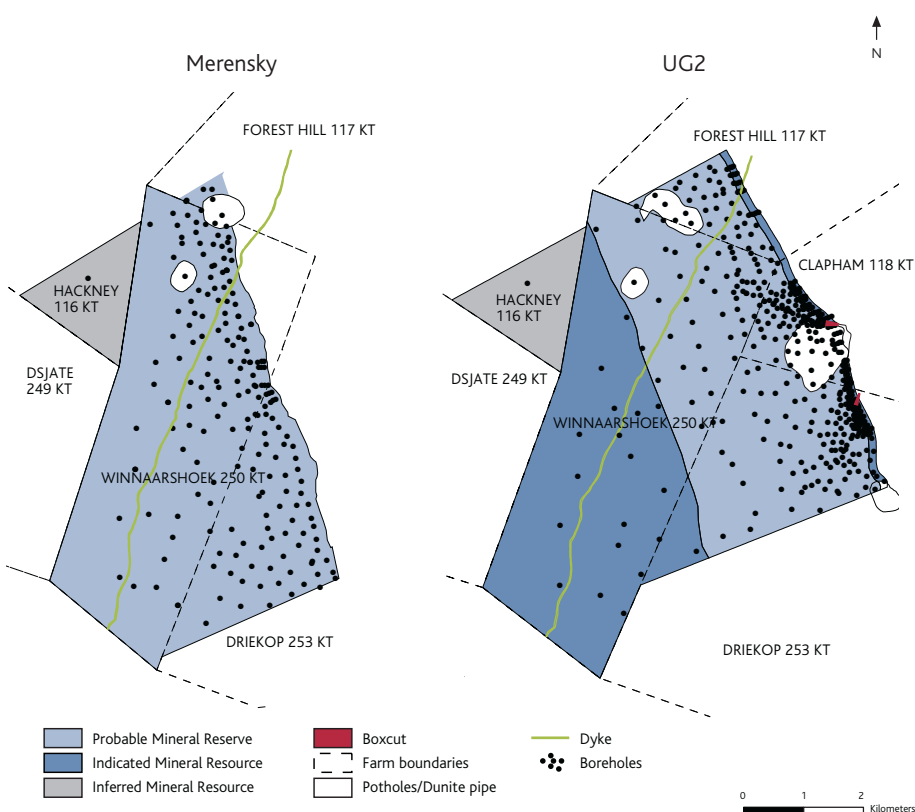 N
Merensky
UG2
FOREST HILL 117 KT
FOREST HILL 117 KT
CLAPHAM 118 KT
HACKNEY
116 KT
HACKNEY
116 KT
DSJATE
249 KT
DSJATE 249 KT
WINNAARSHOEK 250 KT
WINNAARSHOEK 250 KT
DRIEKOP 253 KT
DRIEKOP 253 KT
Probable Mineral Reserve
Indicated Mineral Resource
Inferred Mineral Resource
Boxcut
Farm boundaries
Potholes/Dunite pipe
Dyke
Boreholes
0 1 2
Kilometers